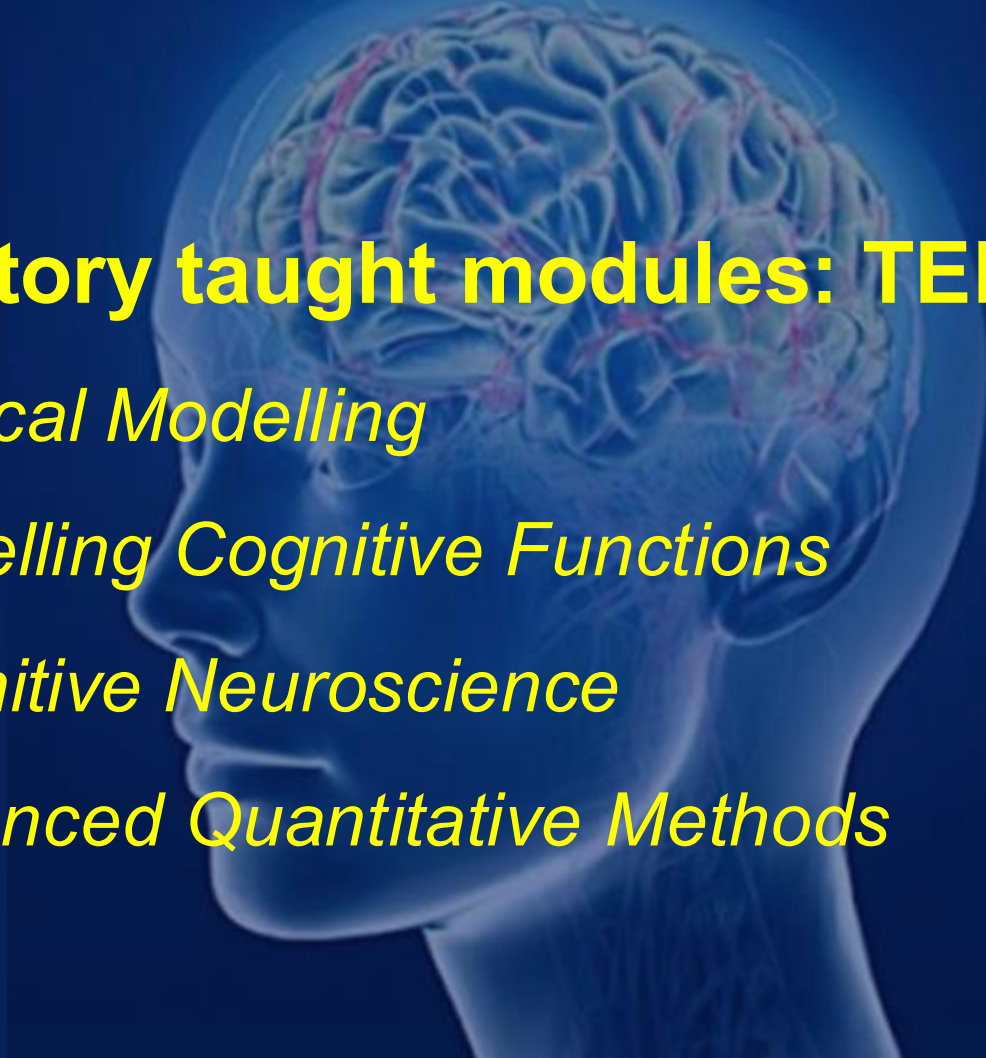 tory taught modules: TE
cal Modelling
elling Cognitive Functions
nitive Neuroscience
nced Quantitative Methods